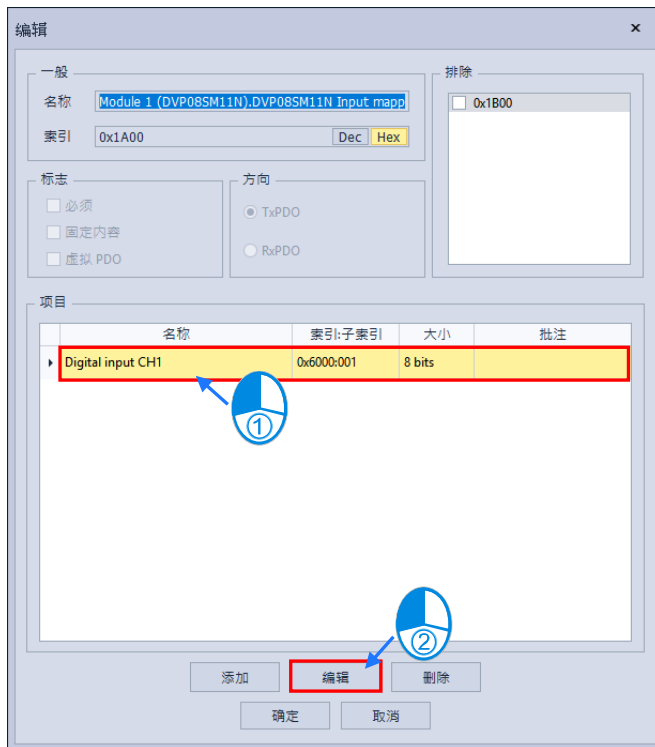 编辑
一般
名称 Module 1 (DVP08SM11N).DVP08SM11N Input mapp
索引 0x1A00 Dec Hex
排除
0x1B00
标志
必须
固定内容
虚拟 PDO
方向
TxPDO
RxPDO
项目
名称 索引:子索引 大小 批注
Digital input CH1 0x6000:001 8 bits
①
②
添加 编辑 删除
确定 取消